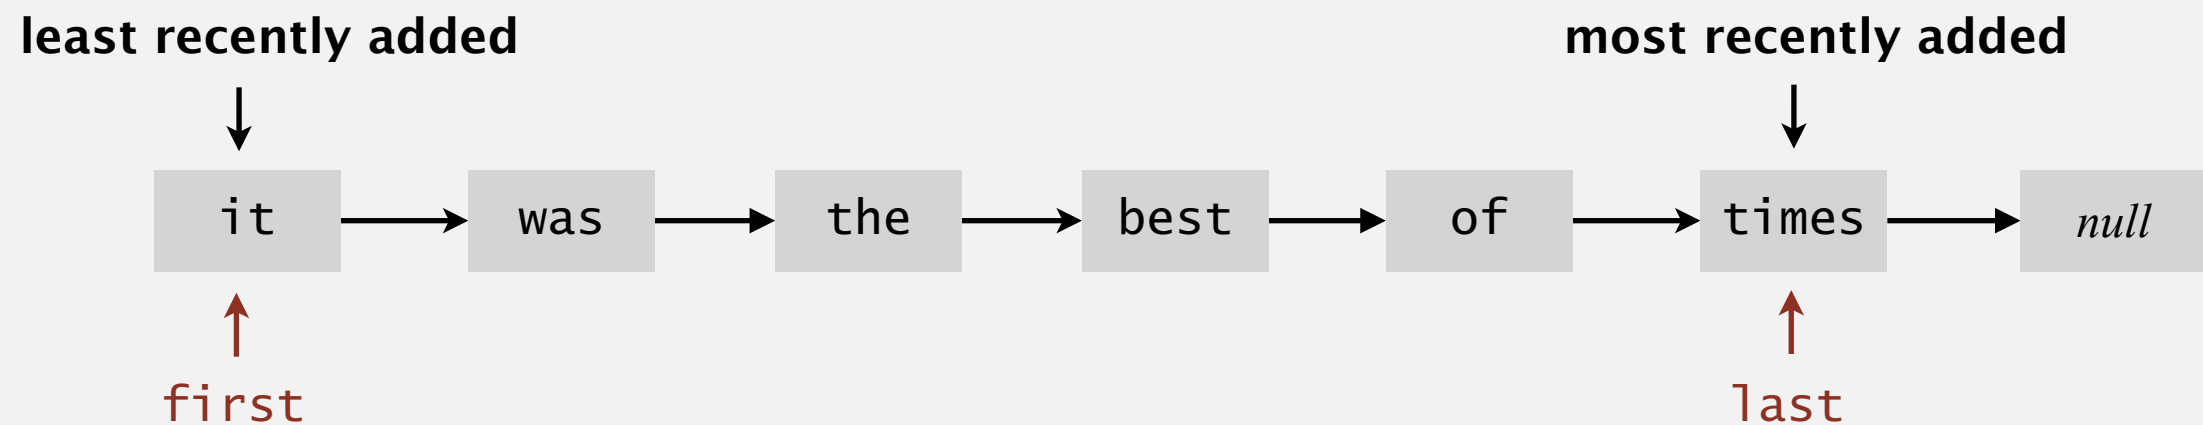 least recently added most recently added
it was the best of times null
first last